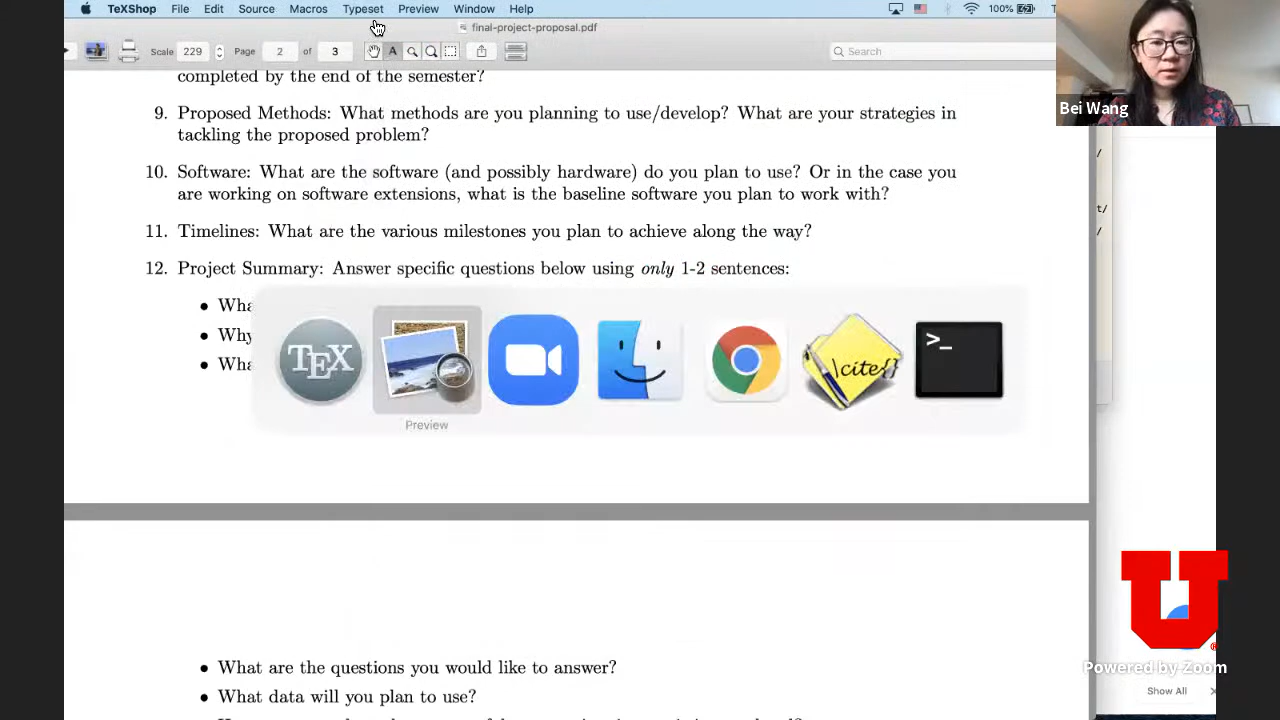 TeXShop File Edit Source Macros Typeset Preview Window Help 100%
final-project-proposal.pdf
Scale 229 Page 2 of 3 Search
completed by the end of the semester?
9. Proposed Methods: What methods are you planning to use/develop? What are your strategies in
tackling the proposed problem?
10. Software: What are the software (and possibly hardware) do you plan to use? Or in the case you
are working on software extensions, what is the baseline software you plan to work with?
11. Timelines: What are the various milestones you plan to achieve along the way?
12. Project Summary: Answer specific questions below using only 1-2 sentences:
• Wha
• Why
• Wha
TEX
\cite{}
>_
Preview
• What are the questions you would like to answer?
• What data will you plan to use?
Bei Wang
U
Powered by Zoom
Show All